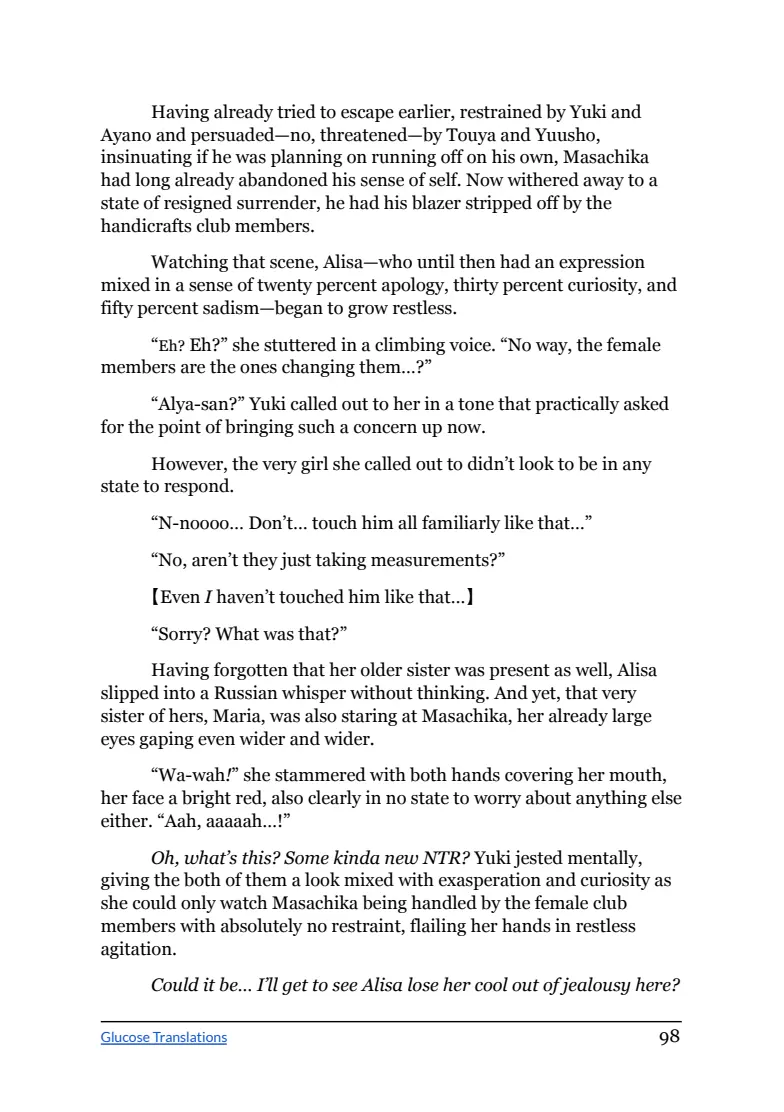 Having already tried to escape earlier, restrained by Yuki and
Ayano and persuaded—no, threatened—by Touya and Yuusho,
insinuating if he was planning on running off on his own, Masachika
had long already abandoned his sense of self. Now withered away to a
state of resigned surrender, he had his blazer stripped off by the
handicrafts club members.
Watching that scene, Alisa—who until then had an expression
mixed in a sense of twenty percent apology, thirty percent curiosity, and
fifty percent sadism—began to grow restless.
“Eh? Eh?” she stuttered in a climbing voice. “No way, the female
members are the ones changing them…?”
“Alya-san?” Yuki called out to her in a tone that practically asked
for the point of bringing such a concern up now.
However, the very girl she called out to didn’t look to be in any
state to respond.
“N-noooo… Don’t… touch him all familiarly like that…”
“No, aren’t they just taking measurements?”
【Even I haven’t touched him like that…】
“Sorry? What was that?”
Having forgotten that her older sister was present as well, Alisa
slipped into a Russian whisper without thinking. And yet, that very
sister of hers, Maria, was also staring at Masachika, her already large
eyes gaping even wider and wider.
“Wa-wah!” she stammered with both hands covering her mouth,
her face a bright red, also clearly in no state to worry about anything else
either. “Aah, aaaaah…!”
Oh, what’s this? Some kinda new NTR? Yuki jested mentally,
giving the both of them a look mixed with exasperation and curiosity as
she could only watch Masachika being handled by the female club
members with absolutely no restraint, flailing her hands in restless
agitation.
Could it be… I’ll get to see Alisa lose her cool out of jealousy here?
Glucose Translations 98